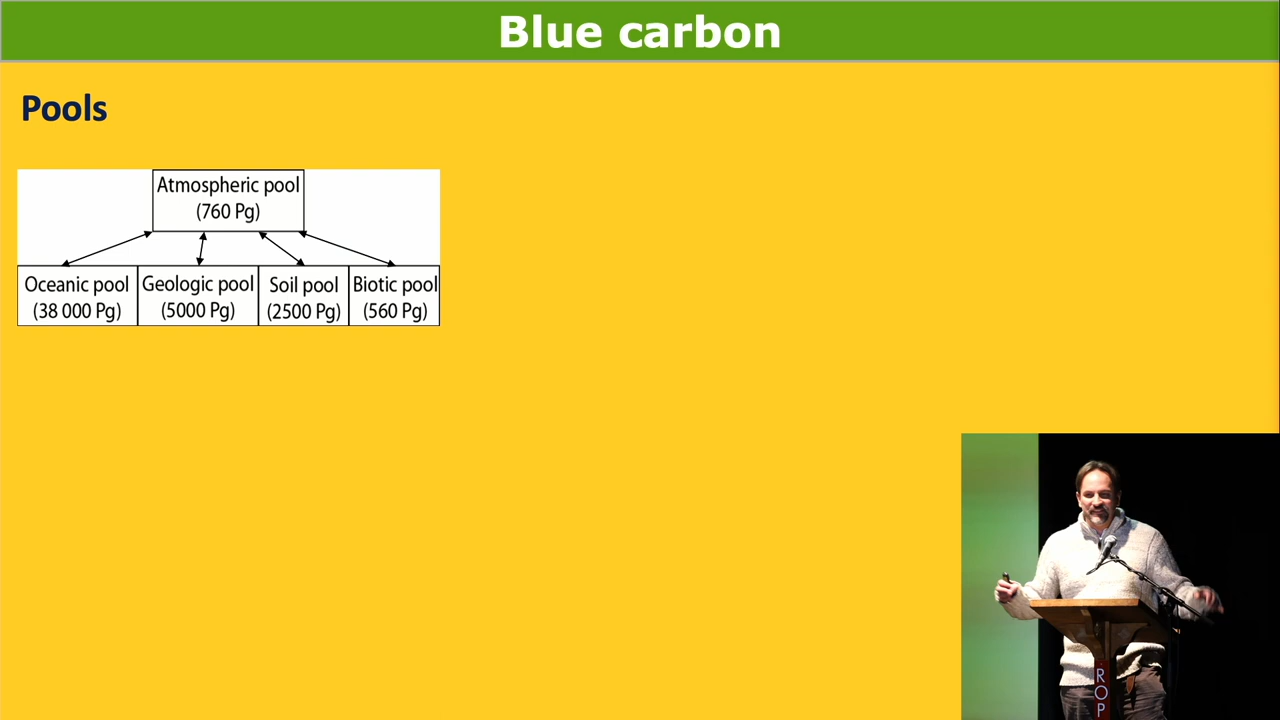 Blue carbon
Pools
Atmospheric pool
(760 Pg)
Oceanic pool
(38 000 Pg)
Geologic pool
(5000 Pg)
Soil pool
(2500 Pg)
Biotic pool
(560 Pg)
ROP